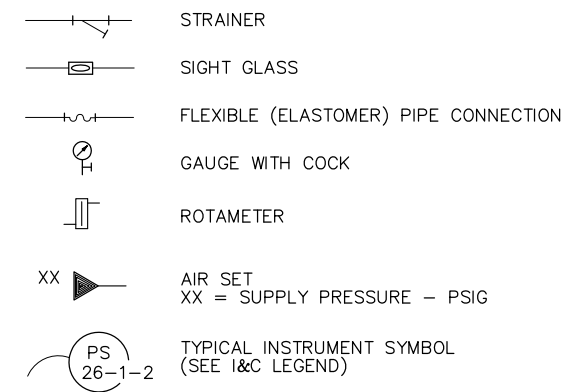 STRAINER
SIGHT GLASS
FLEXIBLE (ELASTOMER) PIPE CONNECTION
GAUGE WITH COCK
ROTAMETER
XX AIR SET
XX = SUPPLY PRESSURE – PSIG
PS
26–1–2
TYPICAL INSTRUMENT SYMBOL
(SEE I&C LEGEND)